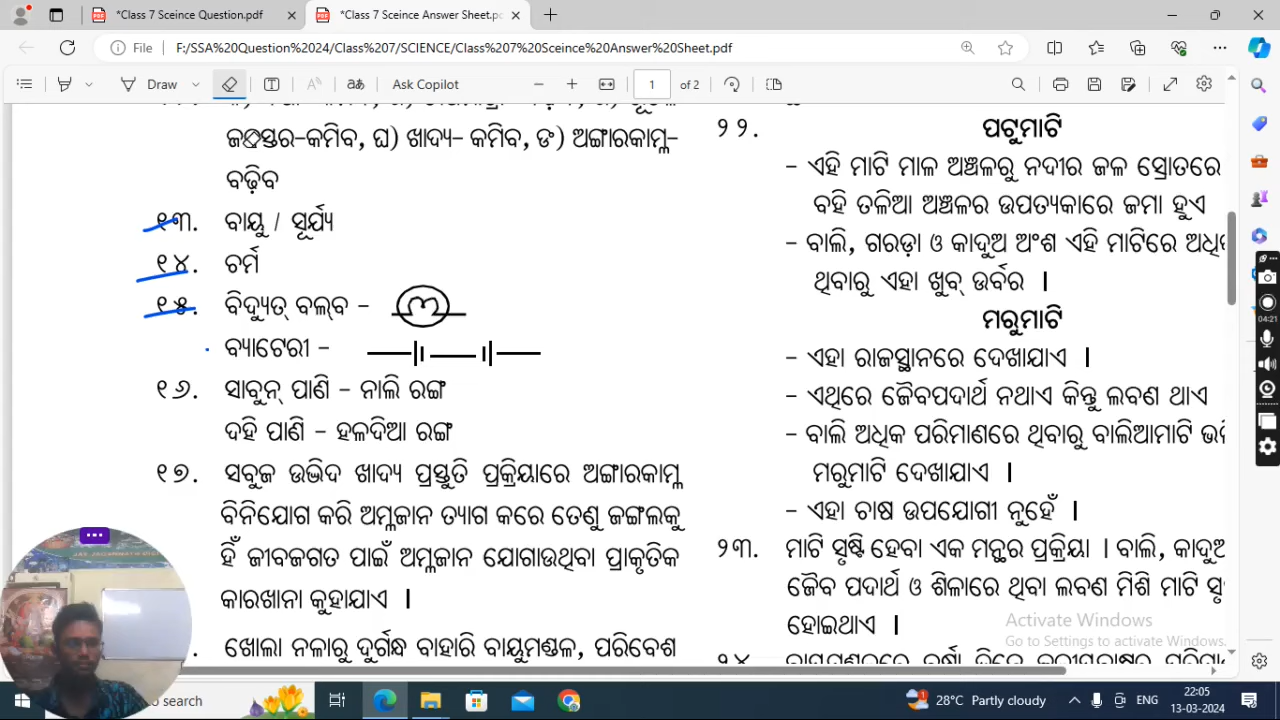 *Class 7 Sceince Question.pdf
*Class 7 Sceince Answer Sheet.pdf
File
F:/SSA%20Question%202024/Class%207/SCIENCE/Class%207%20Sceince%20Answer%20Sheet.pdf
Draw
Ask Copilot
1
of 2
ଘ) ଖାଦ୍ୟ- କମିବ, ଙ) ଅଙ୍ଗାରକାମ୍ଳ-
ବଢ଼ିବ
୧୩. ବାୟୁ / ସୂର୍ଯ୍ୟ
୧୪. ଚର୍ମ
୧୫. ବିଦ୍ୟୁତ୍ ବଲ୍‌ବ -
ବ୍ୟାଟେରୀ -
୧୬. ସାବୁନ୍ ପାଣି - ନାଲି ରଙ୍ଗ
ଦହି ପାଣି - ହଳଦିଆ ରଙ୍ଗ
୧୭. ସବୁଜ ଉଦ୍ଭିଦ ଖାଦ୍ୟ ପ୍ରସ୍ତୁତି ପ୍ରକ୍ରିୟାରେ ଅଙ୍ଗାରକାମ୍ଳ
ବିନିଯୋଗ କରି ଅମ୍ଳଜାନ ତ୍ୟାଗ କରେ ତେଣୁ ଜଙ୍ଗଲକୁ
ହିଁ ଜୀବଜଗତ ପାଇଁ ଅମ୍ଳଜାନ ଯୋଗାଉଥିବା ପ୍ରାକୃତିକ
କାରଖାନା କୁହାଯାଏ ।
ଖୋଲା ନଳାରୁ ଦୁର୍ଗନ୍ଧ ବାହାରି ବାୟୁମଣ୍ଡଳ, ପରିବେଶ
୨୨. ପଟୁମାଟି
- ଏହି ମାଟି ମାଳ ଅଞ୍ଚଳରୁ ନଦୀର ଜଳ ସ୍ରୋତରେ
ବହି ତଳିଆ ଅଞ୍ଚଳର ଉପତ୍ୟକାରେ ଜମା ହୁଏ
- ବାଲି, ଗରଡ଼ା ଓ କାଦୁଅ ଅଂଶ ଏହି ମାଟିରେ
ଥିବାରୁ ଏହା ଖୁବ୍ ଉର୍ବର ।
ମରୁମାଟି
- ଏହା ରାଜସ୍ଥାନରେ ଦେଖାଯାଏ ।
- ଏଥିରେ ଜୈବପଦାର୍ଥ ନଥାଏ କିନ୍ତୁ ଲବଣ ଥାଏ
- ବାଲି ଅଧିକ ପରିମାଣରେ ଥିବାରୁ ବାଲିଆମାଟି
ମରୁମାଟି ଦେଖାଯାଏ ।
- ଏହା ଚାଷ ଉପଯୋଗୀ ନୁହେଁ ।
୨୩. ମାଟି ସୃଷ୍ଟି ହେବା ଏକ ମନ୍ଥର ପ୍ରକ୍ରିୟା । ବାଲି,
ଜୈବ ପଦାର୍ଥ ଓ ଶିଳାରେ ଥିବା ଲବଣ ମିଶି ମାଟି
ହୋଇଥାଏ ।
Activate Windows
Go to Settings to activate Windows.
04:21
search
28°C Partly cloudy
ENG
22:05
13-03-2024